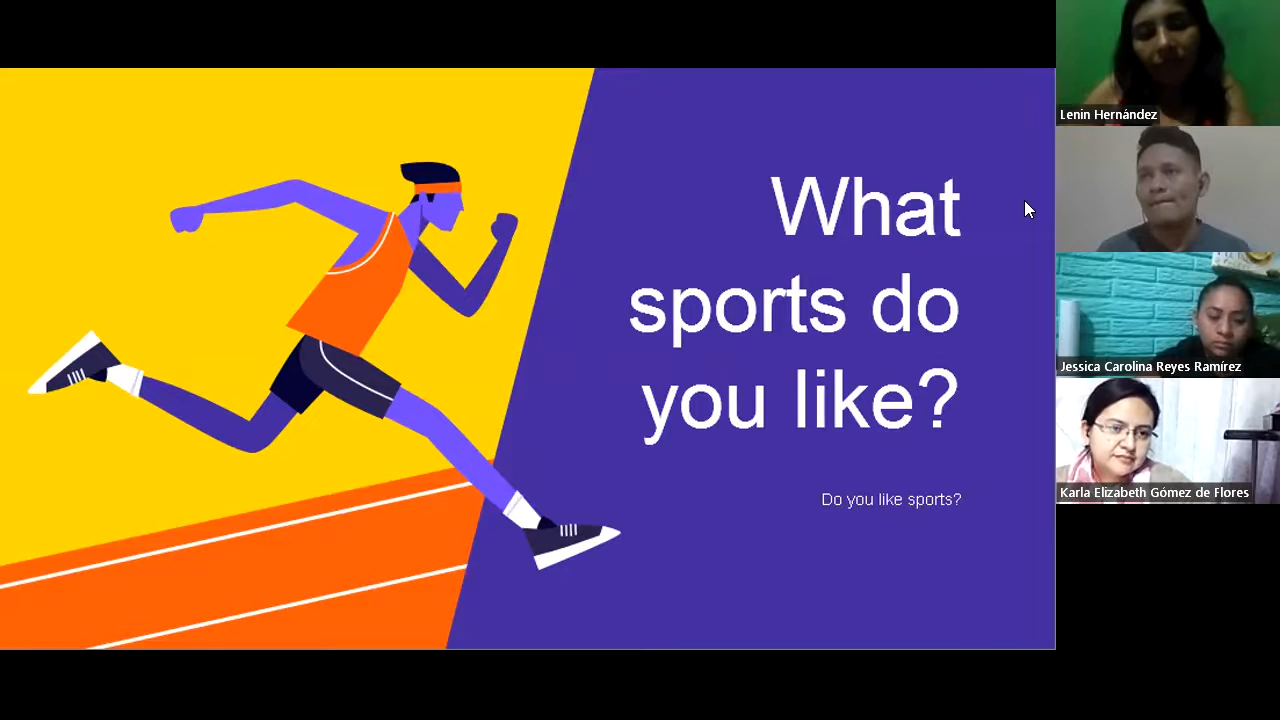 What
sports do
you like?
Do you like sports?
Lenin Hernández
Jessica Carolina Reyes Ramírez
Karla Elizabeth Gómez de Flores